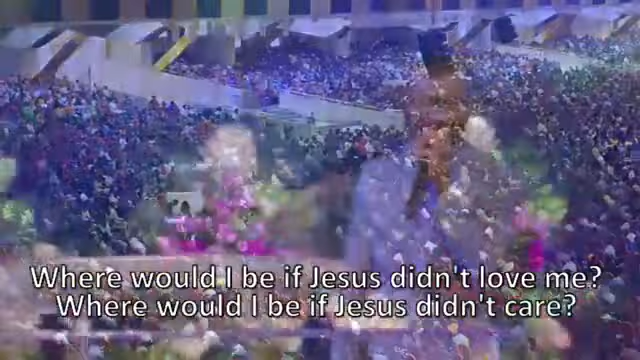 Where would I be if Jesus didn't love me?
Where would I be if Jesus didn't care?